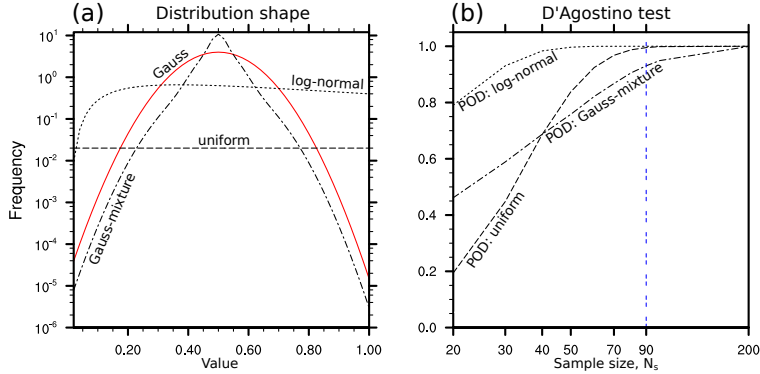 (a) Distribution shape
Gauss
log-normal
uniform
Gauss-mixture
Frequency
10¹
10⁰
10⁻¹
10⁻²
10⁻³
10⁻⁴
10⁻⁵
10⁻⁶
0.20 0.40 0.60 0.80 1.00
Value
(b) D'Agostino test
POD: log-normal
POD: Gauss-mixture
POD: uniform
1.0
0.8
0.6
0.4
0.2
0.0
20 30 40 50 70 90 200
Sample size, Nₛ